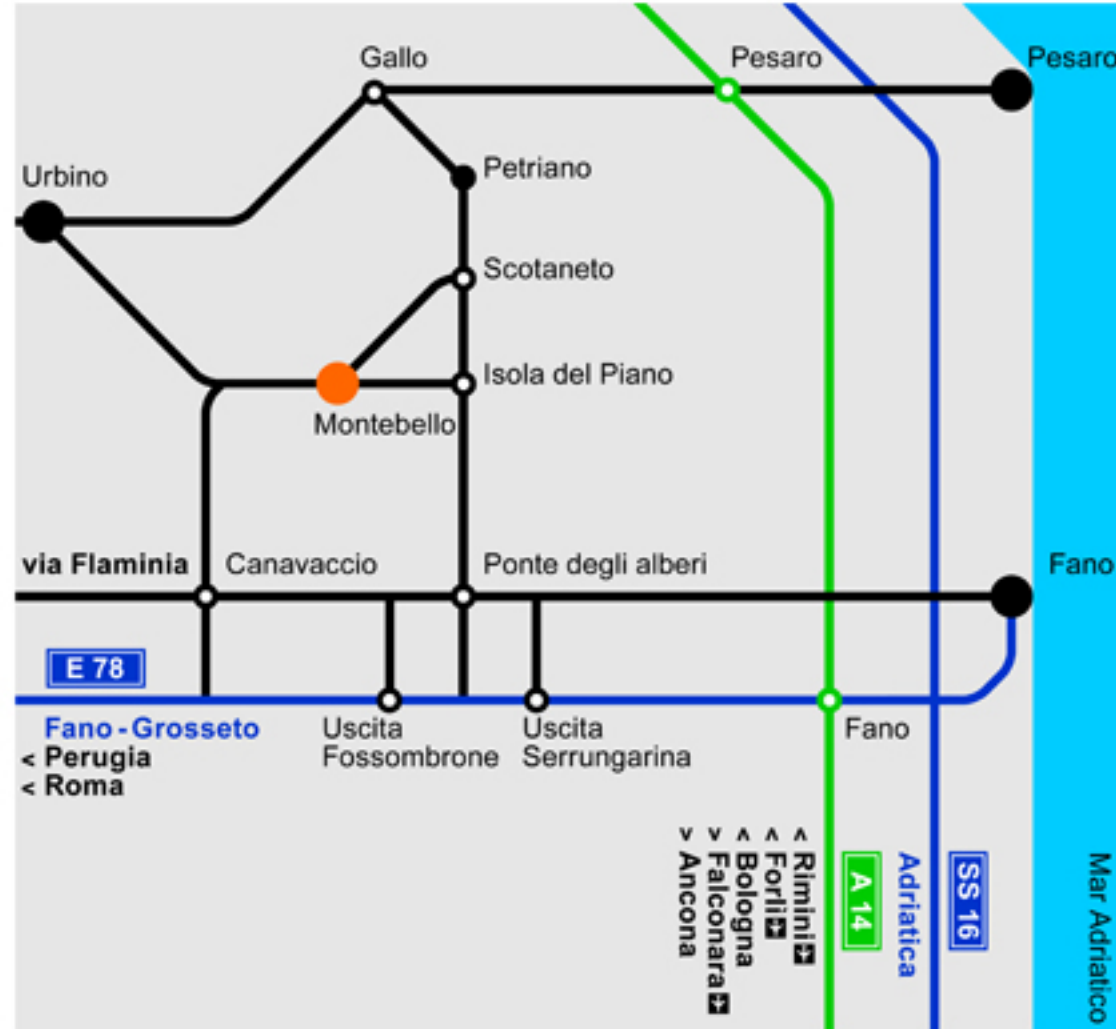 Gallo
Pesaro
Pesaro
Urbino
Petriano
Scotaneto
Isola del Piano
Montebello
via Flaminia
Canavaccio
Ponte degli alberi
Fano
E 78
Fano-Grosseto
< Perugia
< Roma
Uscita
Fossombrone
Uscita
Serrungarina
Fano
< Rimini
< Forli
< Bologna
> Falconara
> Ancona
A 14
Adriatica
SS 16
Mar Adriatico